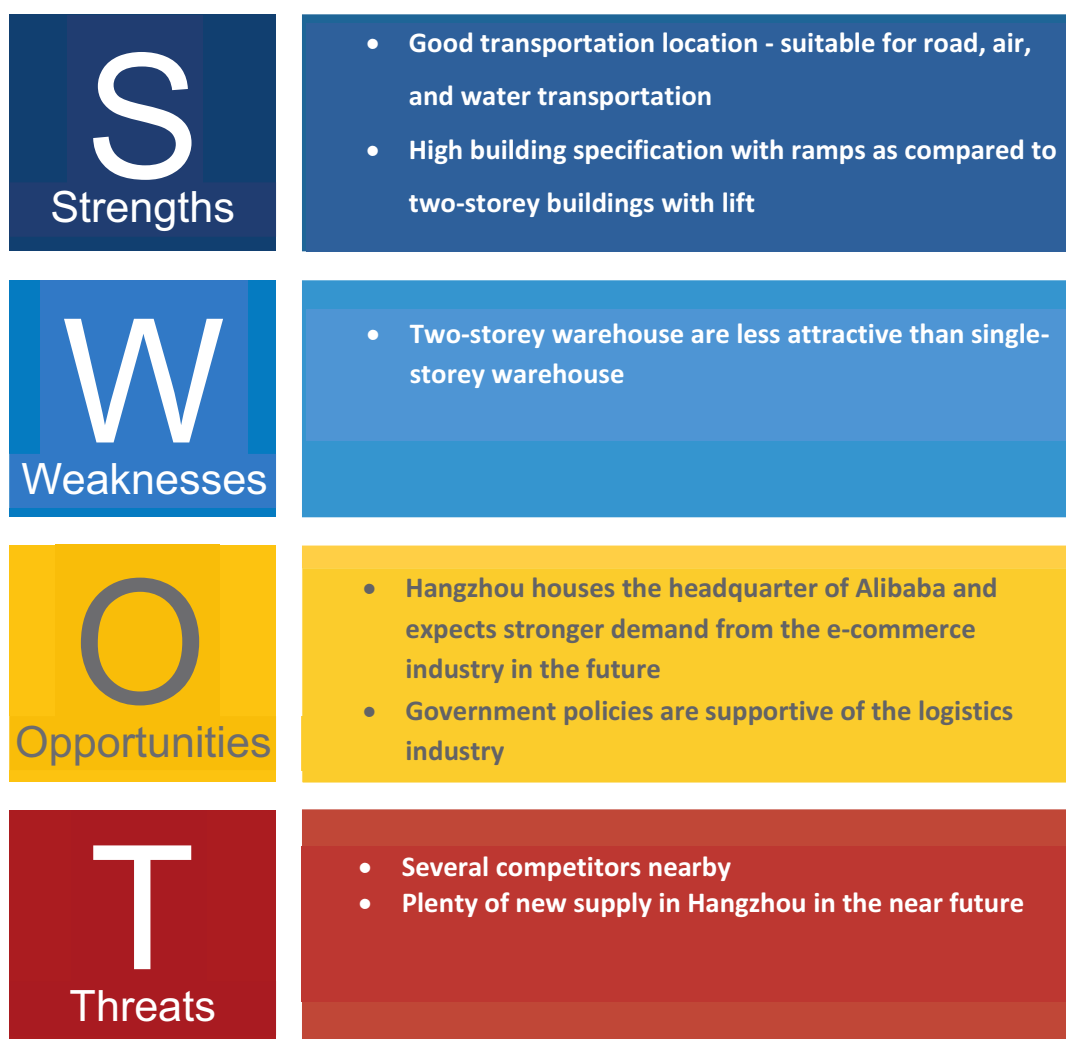 S
Strengths
• Good transportation location - suitable for road, air,
and water transportation
• High building specification with ramps as compared to
two-storey buildings with lift
W
Weaknesses
• Two-storey warehouse are less attractive than single-
storey warehouse
O
Opportunities
• Hangzhou houses the headquarter of Alibaba and
expects stronger demand from the e-commerce
industry in the future
• Government policies are supportive of the logistics
industry
T
Threats
• Several competitors nearby
• Plenty of new supply in Hangzhou in the near future